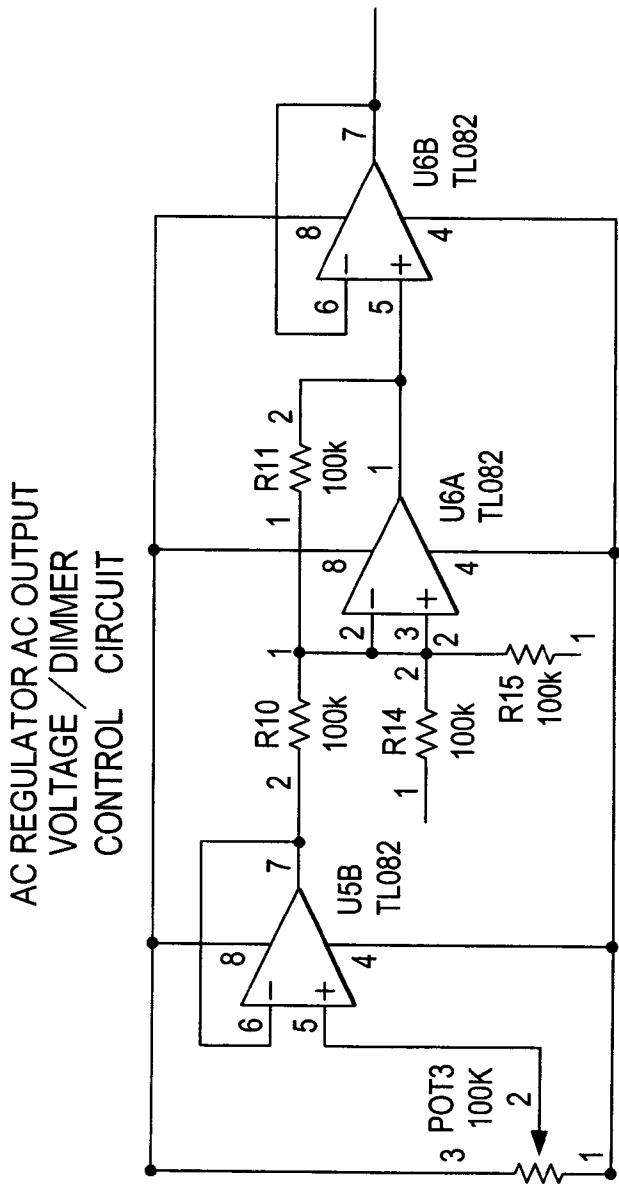 AC REGULATOR AC OUTPUT
VOLTAGE / DIMMER
CONTROL CIRCUIT
POT3
100K
3
2
1
6
5
8
4
7
U5B
TL082
2
R10
100k
1
1
R14
100k
2
2
R15
100k
1
1
R11
100k
2
2
3
8
4
1
U6A
TL082
6
5
8
4
7
U6B
TL082